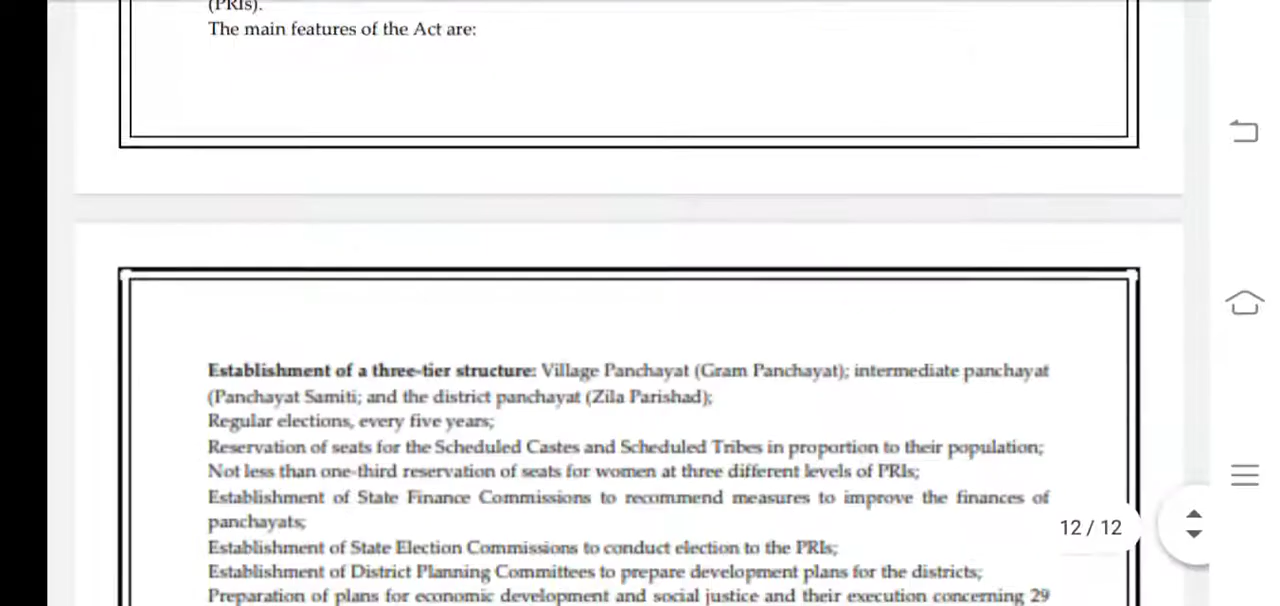 (PRIs).
The main features of the Act are:
Establishment of a three-tier structure: Village Panchayat (Gram Panchayat); intermediate panchayat
(Panchayat Samiti; and the district panchayat (Zila Parishad);
Regular elections, every five years;
Reservation of seats for the Scheduled Castes and Scheduled Tribes in proportion to their population;
Not less than one-third reservation of seats for women at three different levels of PRIs;
Establishment of State Finance Commissions to recommend measures to improve the finances of
panchayats;
Establishment of State Election Commissions to conduct election to the PRIs;
Establishment of District Planning Committees to prepare development plans for the districts;
Preparation of plans for economic development and social justice and their execution concerning 29
12 / 12